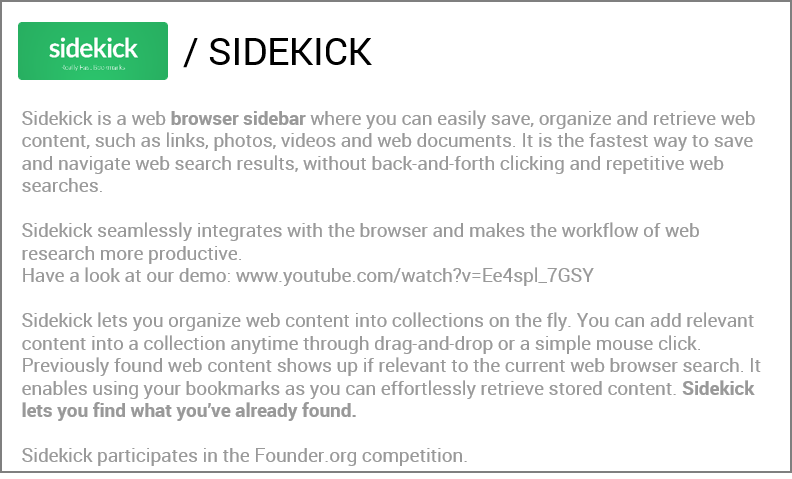 sidekick
/ SIDEKICK
Really Fast Bookmarks
Sidekick is a web browser sidebar where you can easily save, organize and retrieve web
content, such as links, photos, videos and web documents. It is the fastest way to save
and navigate web search results, without back-and-forth clicking and repetitive web
searches.
Sidekick seamlessly integrates with the browser and makes the workflow of web
research more productive.
Have a look at our demo: www.youtube.com/watch?v=Ee4spl_7GSY
Sidekick lets you organize web content into collections on the fly. You can add relevant
content into a collection anytime through drag-and-drop or a simple mouse click.
Previously found web content shows up if relevant to the current web browser search. It
enables using your bookmarks as you can effortlessly retrieve stored content. Sidekick
lets you find what you've already found.
Sidekick participates in the Founder.org competition.